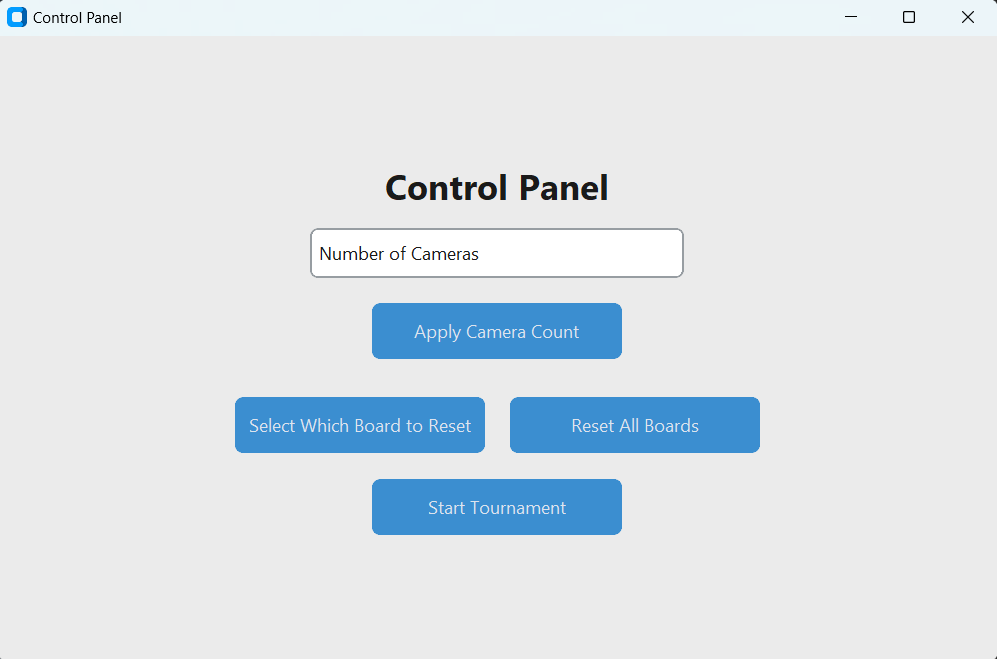 Control Panel
Control Panel
Number of Cameras
Apply Camera Count
Select Which Board to Reset
Reset All Boards
Start Tournament